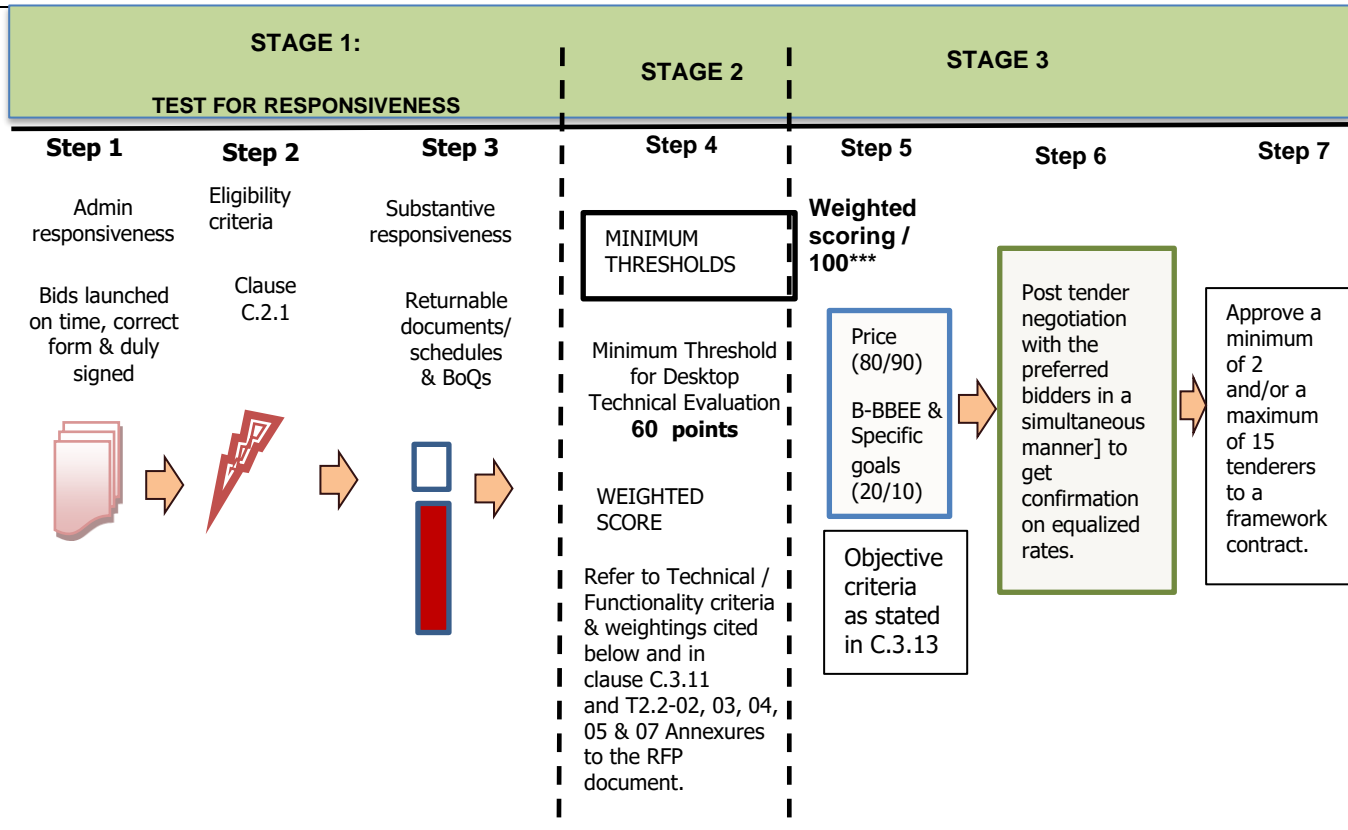 STAGE 1:
TEST FOR RESPONSIVENESS
STAGE 2
STAGE 3
Step 1
Admin
responsiveness
Bids launched
on time, correct
form & duly
signed
Step 2
Eligibility
criteria
Clause
C.2.1
Step 3
Substantive
responsiveness
Returnable
documents/
schedules
& BoQs
Step 4
MINIMUM
THRESHOLDS
Minimum Threshold
for Desktop
Technical Evaluation
60 points
WEIGHTED
SCORE
Refer to Technical /
Functionality criteria
& weightings cited
below and in
clause C.3.11
and T2.2-02, 03, 04,
05 & 07 Annexures
to the RFP
document.
Step 5
Weighted
scoring /
100***
Price
(80/90)
B-BBEE &
Specific
goals
(20/10)
Objective
criteria
as stated
in C.3.13
Step 6
Post tender
negotiation
with the
preferred
bidders in a
simultaneous
manner] to
get
confirmation
on equalized
rates.
Step 7
Approve a
minimum
of 2
and/or a
maximum
of 15
tenderers
to a
framework
contract.